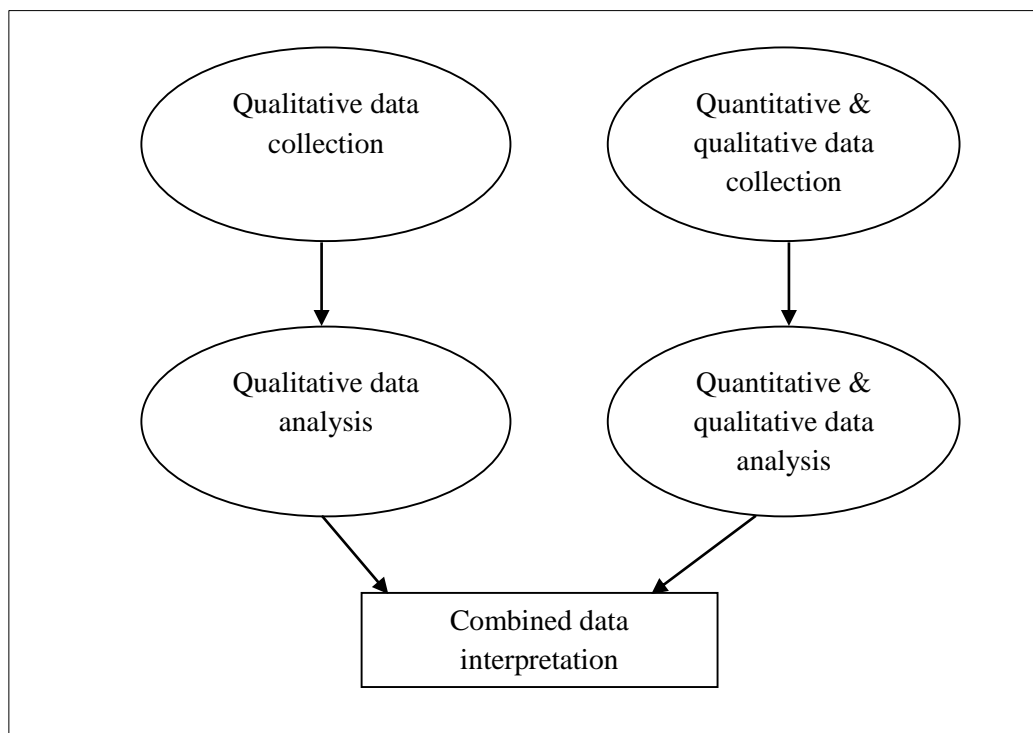 Qualitative data
collection
Quantitative &
qualitative data
collection
Qualitative data
analysis
Quantitative &
qualitative data
analysis
Combined data
interpretation